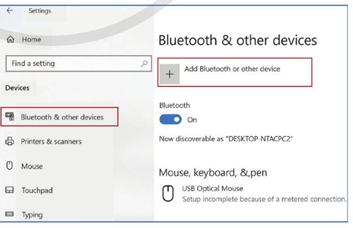 Settings
Home
Find a setting
Devices
Bluetooth & other devices
Printers & scanners
Mouse
Touchpad
Typing
Bluetooth & other devices
Add Bluetooth or other device
Bluetooth
On
Now discoverable as "DESKTOP-NTACPC2"
Mouse, keyboard, &,pen
USB Optical Mouse
Setup incomplete because of a metered connection.